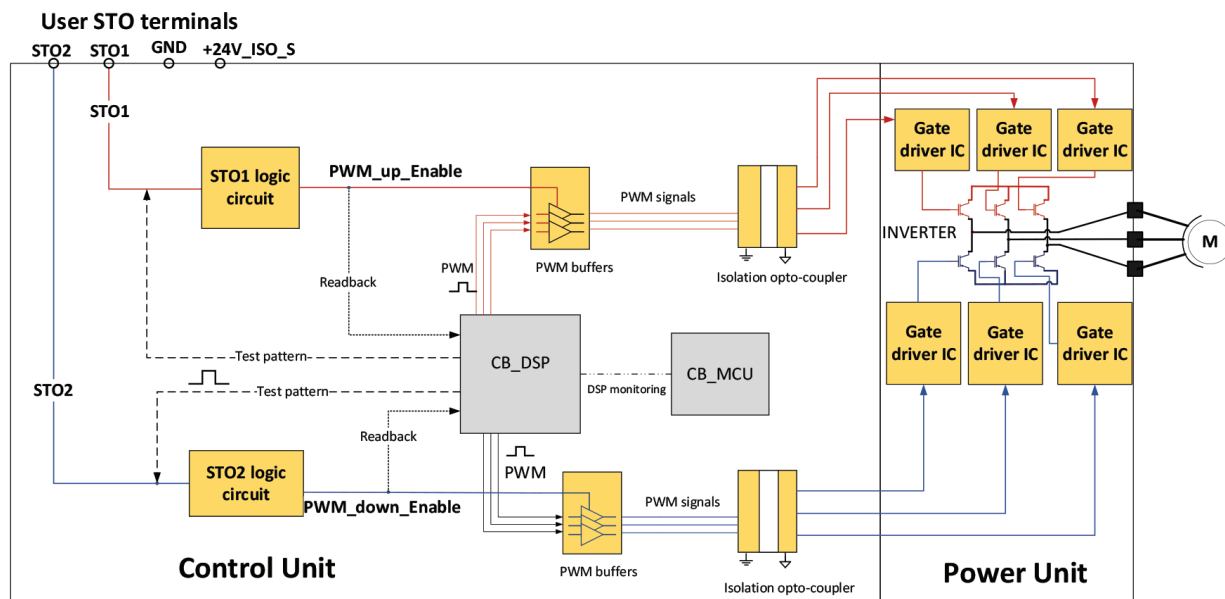 User STO terminals
STO2 STO1 GND +24V_ISO_S
STO1
STO1 logic
circuit
PWM_up_Enable
PWM signals
Gate
driver IC
Gate
driver IC
Gate
driver IC
INVERTER
M
PWM
PWM buffers
Isolation opto-coupler
Readback
Test pattern
CB_DSP
DSP monitoring
CB_MCU
Gate
driver IC
Gate
driver IC
Gate
driver IC
Test pattern
STO2
Readback
PWM
STO2 logic
circuit
PWM_down_Enable
PWM signals
PWM buffers
Isolation opto-coupler
Control Unit
Power Unit